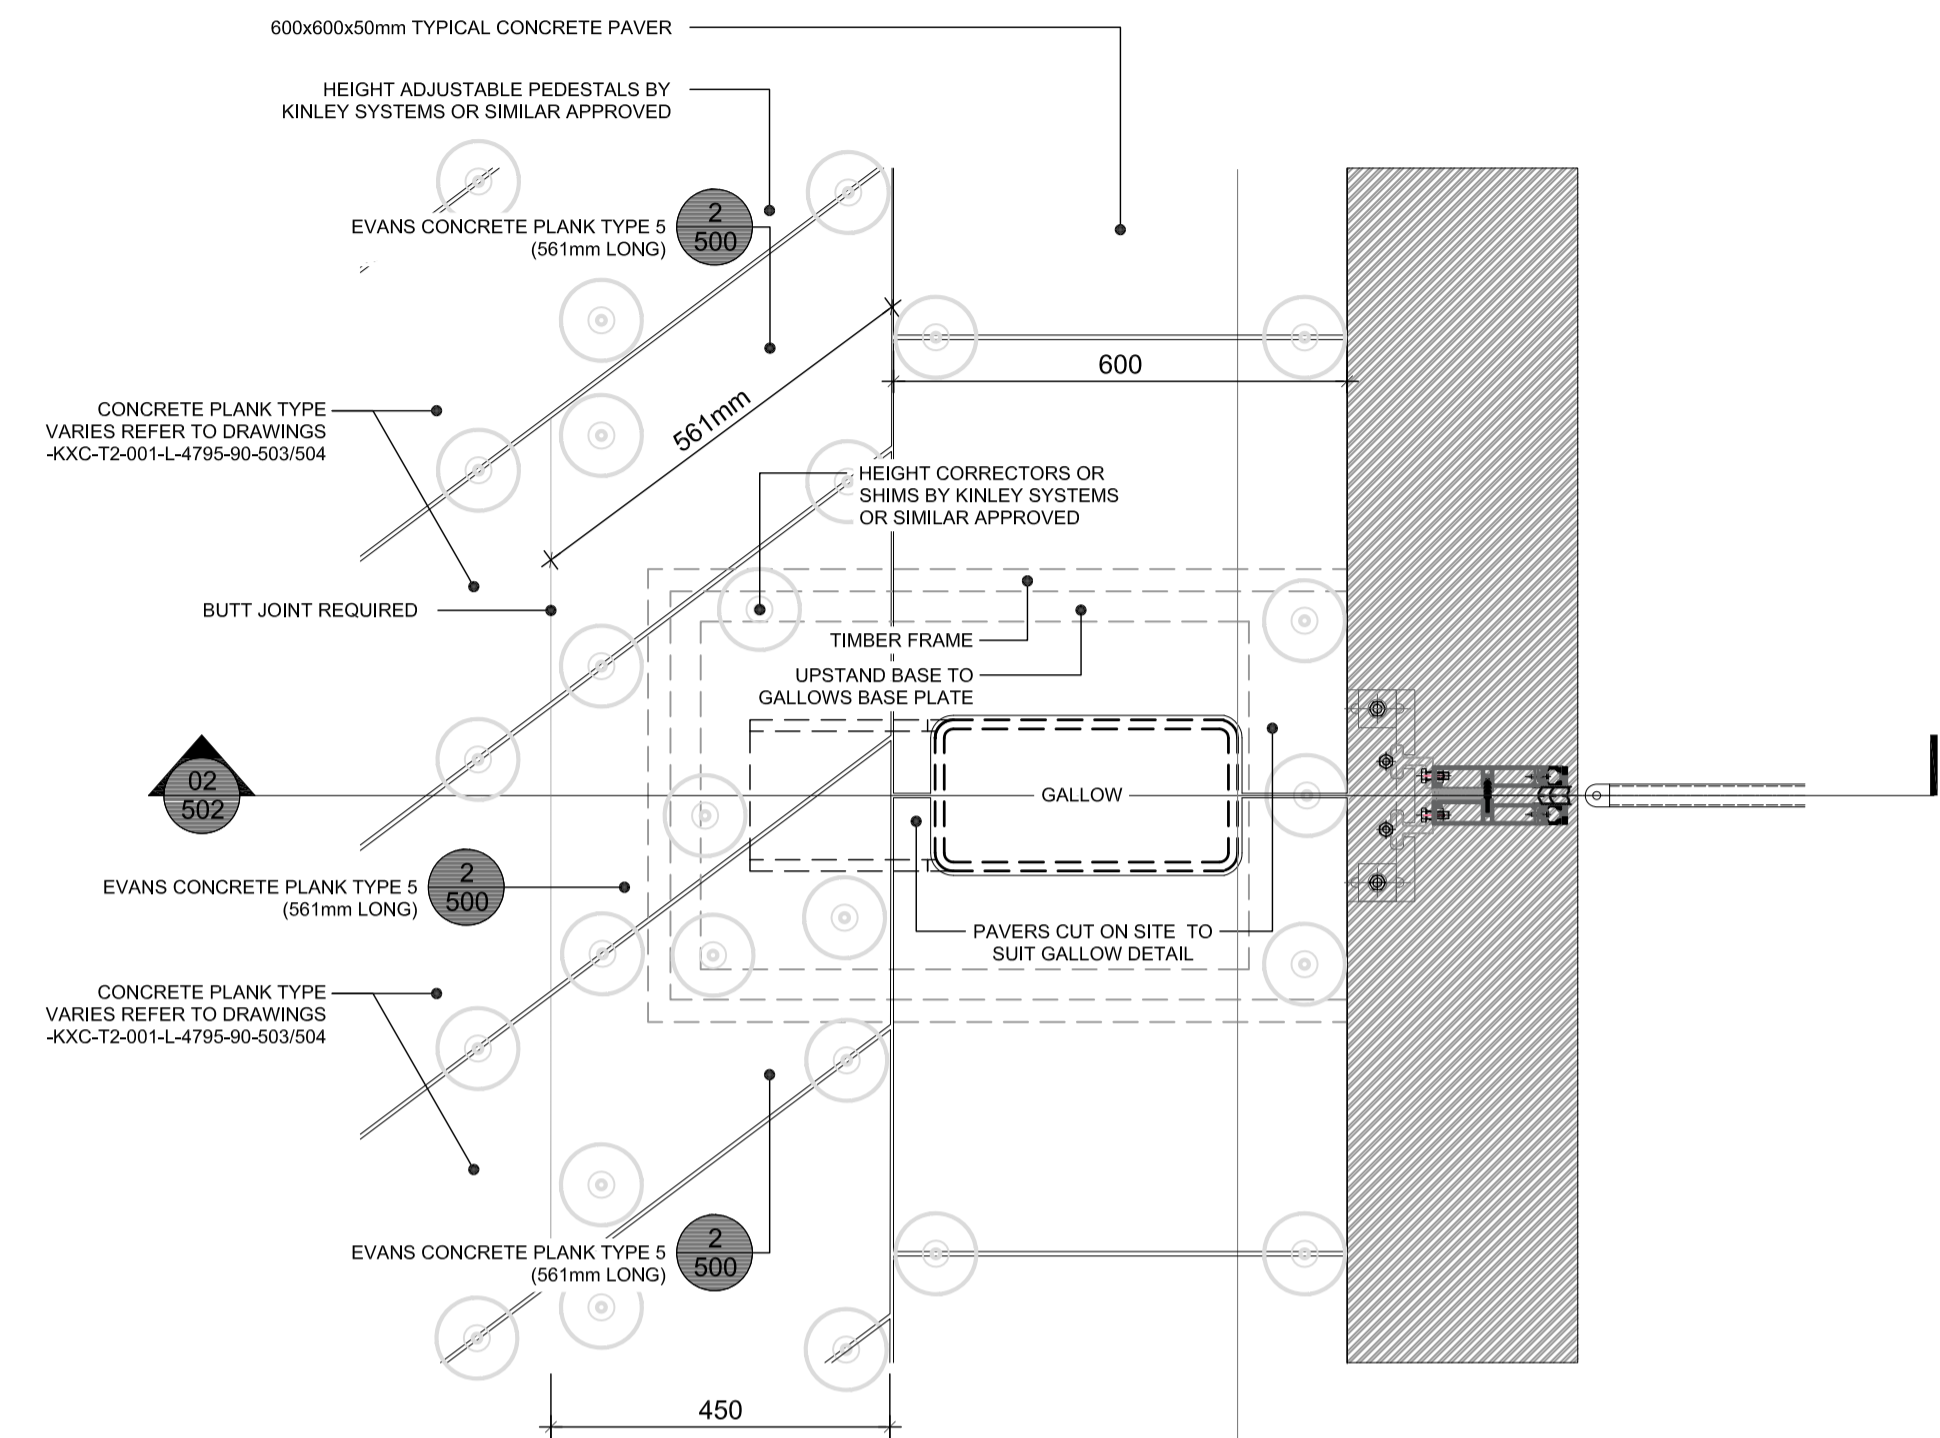 600x600x50mm TYPICAL CONCRETE PAVER
HEIGHT ADJUSTABLE PEDESTALS BY
KINLEY SYSTEMS OR SIMILAR APPROVED
EVANS CONCRETE PLANK TYPE 5
(561mm LONG)
2
500
600
561mm
CONCRETE PLANK TYPE
VARIES REFER TO DRAWINGS
-KXC-T2-001-L-4795-90-503/504
HEIGHT CORRECTORS OR
SHIMS BY KINLEY SYSTEMS
OR SIMILAR APPROVED
BUTT JOINT REQUIRED
TIMBER FRAME
UPSTAND BASE TO
GALLOWS BASE PLATE
02
502
GALLOW
EVANS CONCRETE PLANK TYPE 5
(561mm LONG)
2
500
PAVERS CUT ON SITE TO
SUIT GALLOW DETAIL
CONCRETE PLANK TYPE
VARIES REFER TO DRAWINGS
-KXC-T2-001-L-4795-90-503/504
EVANS CONCRETE PLANK TYPE 5
(561mm LONG)
2
500
450